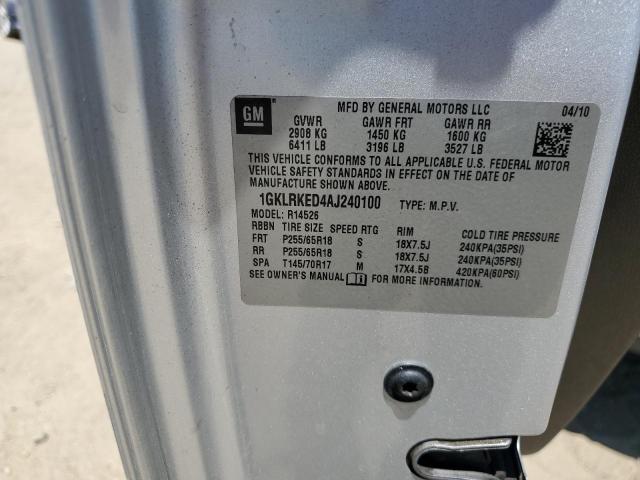 GM
MFD BY GENERAL MOTORS LLC 04/10
GVWR GAWR FRT GAWR RR
2908 KG 1450 KG 1600 KG
6411 LB 3196 LB 3527 LB
THIS VEHICLE CONFORMS TO ALL APPLICABLE U.S. FEDERAL MOTOR
VEHICLE SAFETY STANDARDS IN EFFECT ON THE DATE OF
MANUFACTURE SHOWN ABOVE.
1GKLRKED4AJ240100 TYPE: M.P.V.
MODEL: R14526
RBBN TIRE SIZE SPEED RTG RIM COLD TIRE PRESSURE
FRT P255/65R18 S 18X7.5J 240KPA(35PSI)
RR P255/65R18 S 18X7.5J 240KPA(35PSI)
SPA T145/70R17 M 17X4.5B 420KPA(60PSI)
SEE OWNER'S MANUAL FOR MORE INFORMATION.